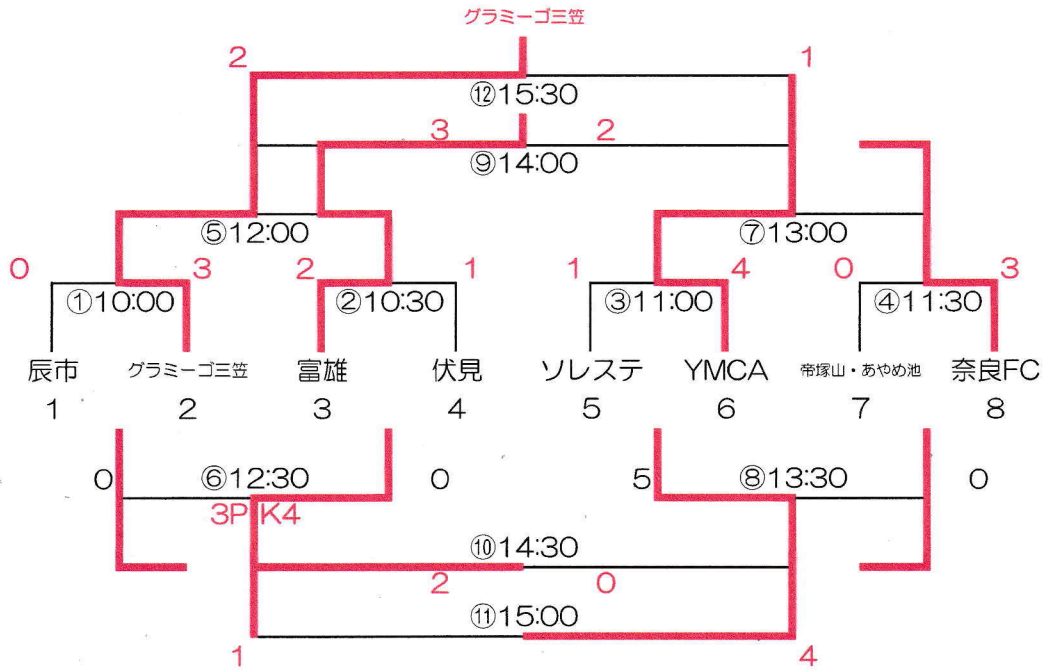 グラミーゴ三笠
2 1
⑫15:30
3 2
⑨14:00
⑤12:00 ⑦13:00
0 3 2 1 1 4 0 3
①10:00 ②10:30 ③11:00 ④11:30
辰市 グラミーゴ三笠 富雄 伏見 ソレステ YMCA 帝塚山・あやめ池 奈良FC
1 2 3 4 5 6 7 8
0 ⑥12:30 0 5 ⑧13:30 0
3PK4
⑩14:30
2 0
⑪15:00
1 4